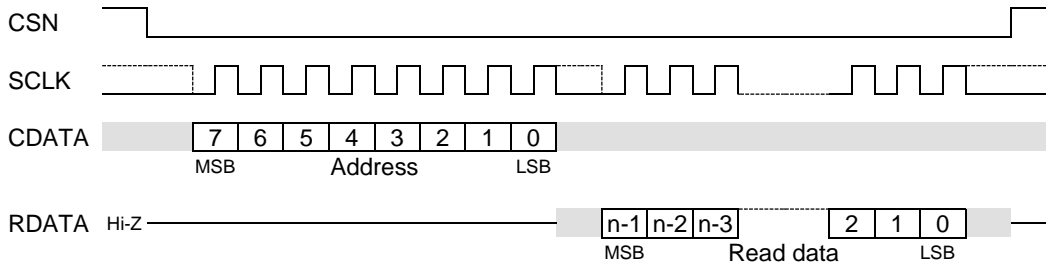 CSN
SCLK
CDATA 7 6 5 4 3 2 1 0
MSB Address LSB
RDATA Hi-Z n-1 n-2 n-3 2 1 0
MSB Read data LSB